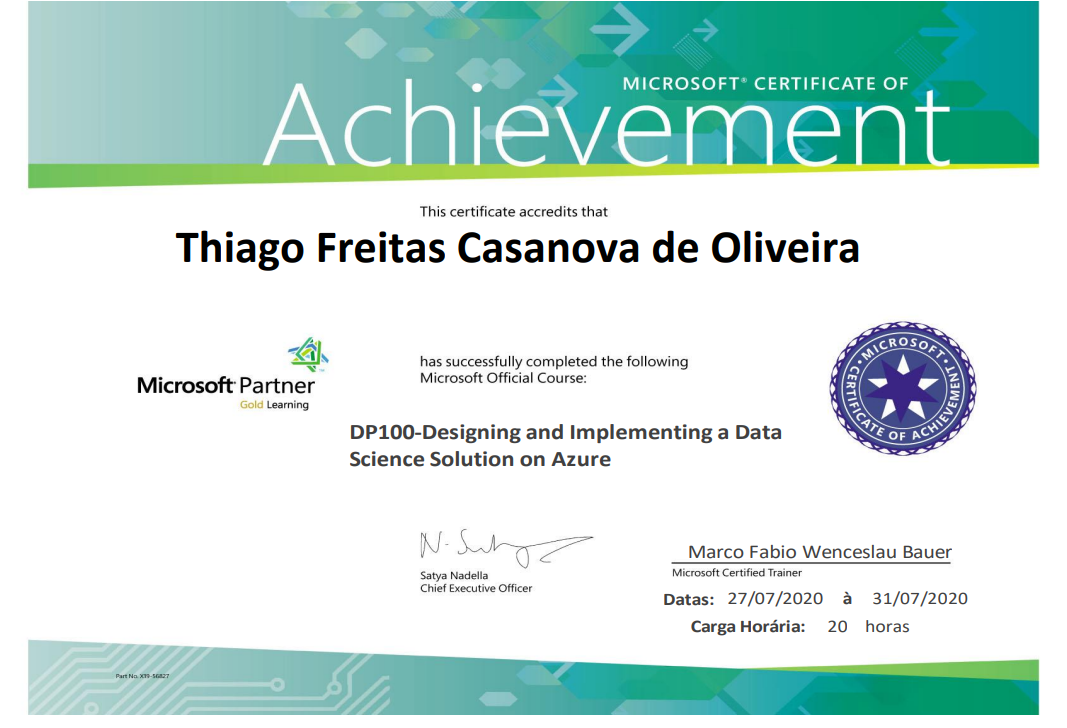 MICROSOFT® CERTIFICATE OF
Achievement
This certificate accredits that
Thiago Freitas Casanova de Oliveira
Microsoft Partner
Gold Learning
has successfully completed the following
Microsoft Official Course:
MICROSOFT
CERTIFICATE OF ACHIEVEMENT
DP100-Designing and Implementing a Data
Science Solution on Azure
Satya Nadella
Chief Executive Officer
Marco Fabio Wenceslau Bauer
Microsoft Certified Trainer
Datas: 27/07/2020 à 31/07/2020
Carga Horária: 20 horas
Part No. X19-56827